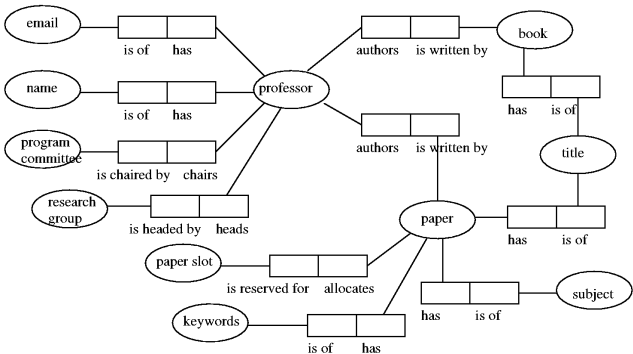 email
is of has
authors is written by
book
name
is of has
professor
has is of
program
committee
is chaired by chairs
authors is written by
title
research
group
is headed by heads
paper
has is of
paper slot
is reserved for allocates
has is of
subject
keywords
is of has